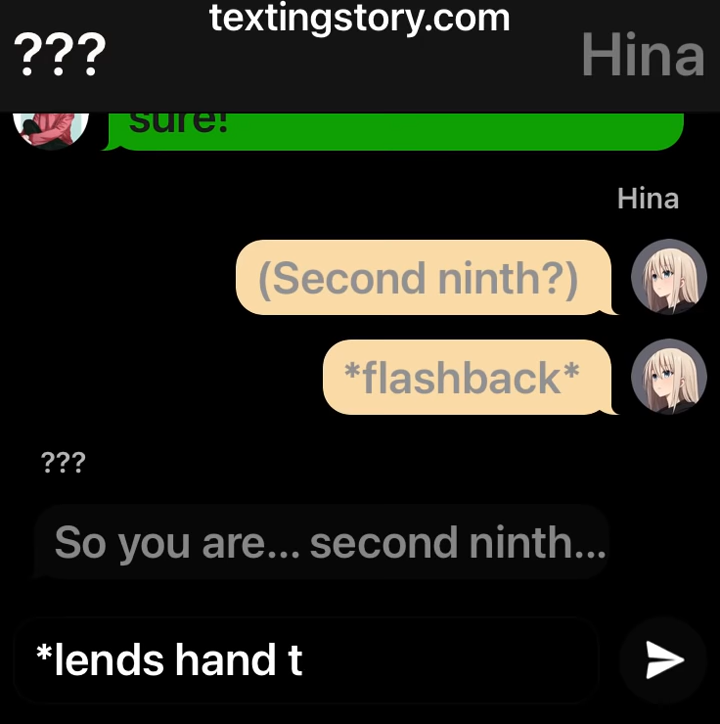 textingstory.com
??? Hina
sure!
Hina
(Second ninth?)
*flashback*
???
So you are... second ninth...
*lends hand t